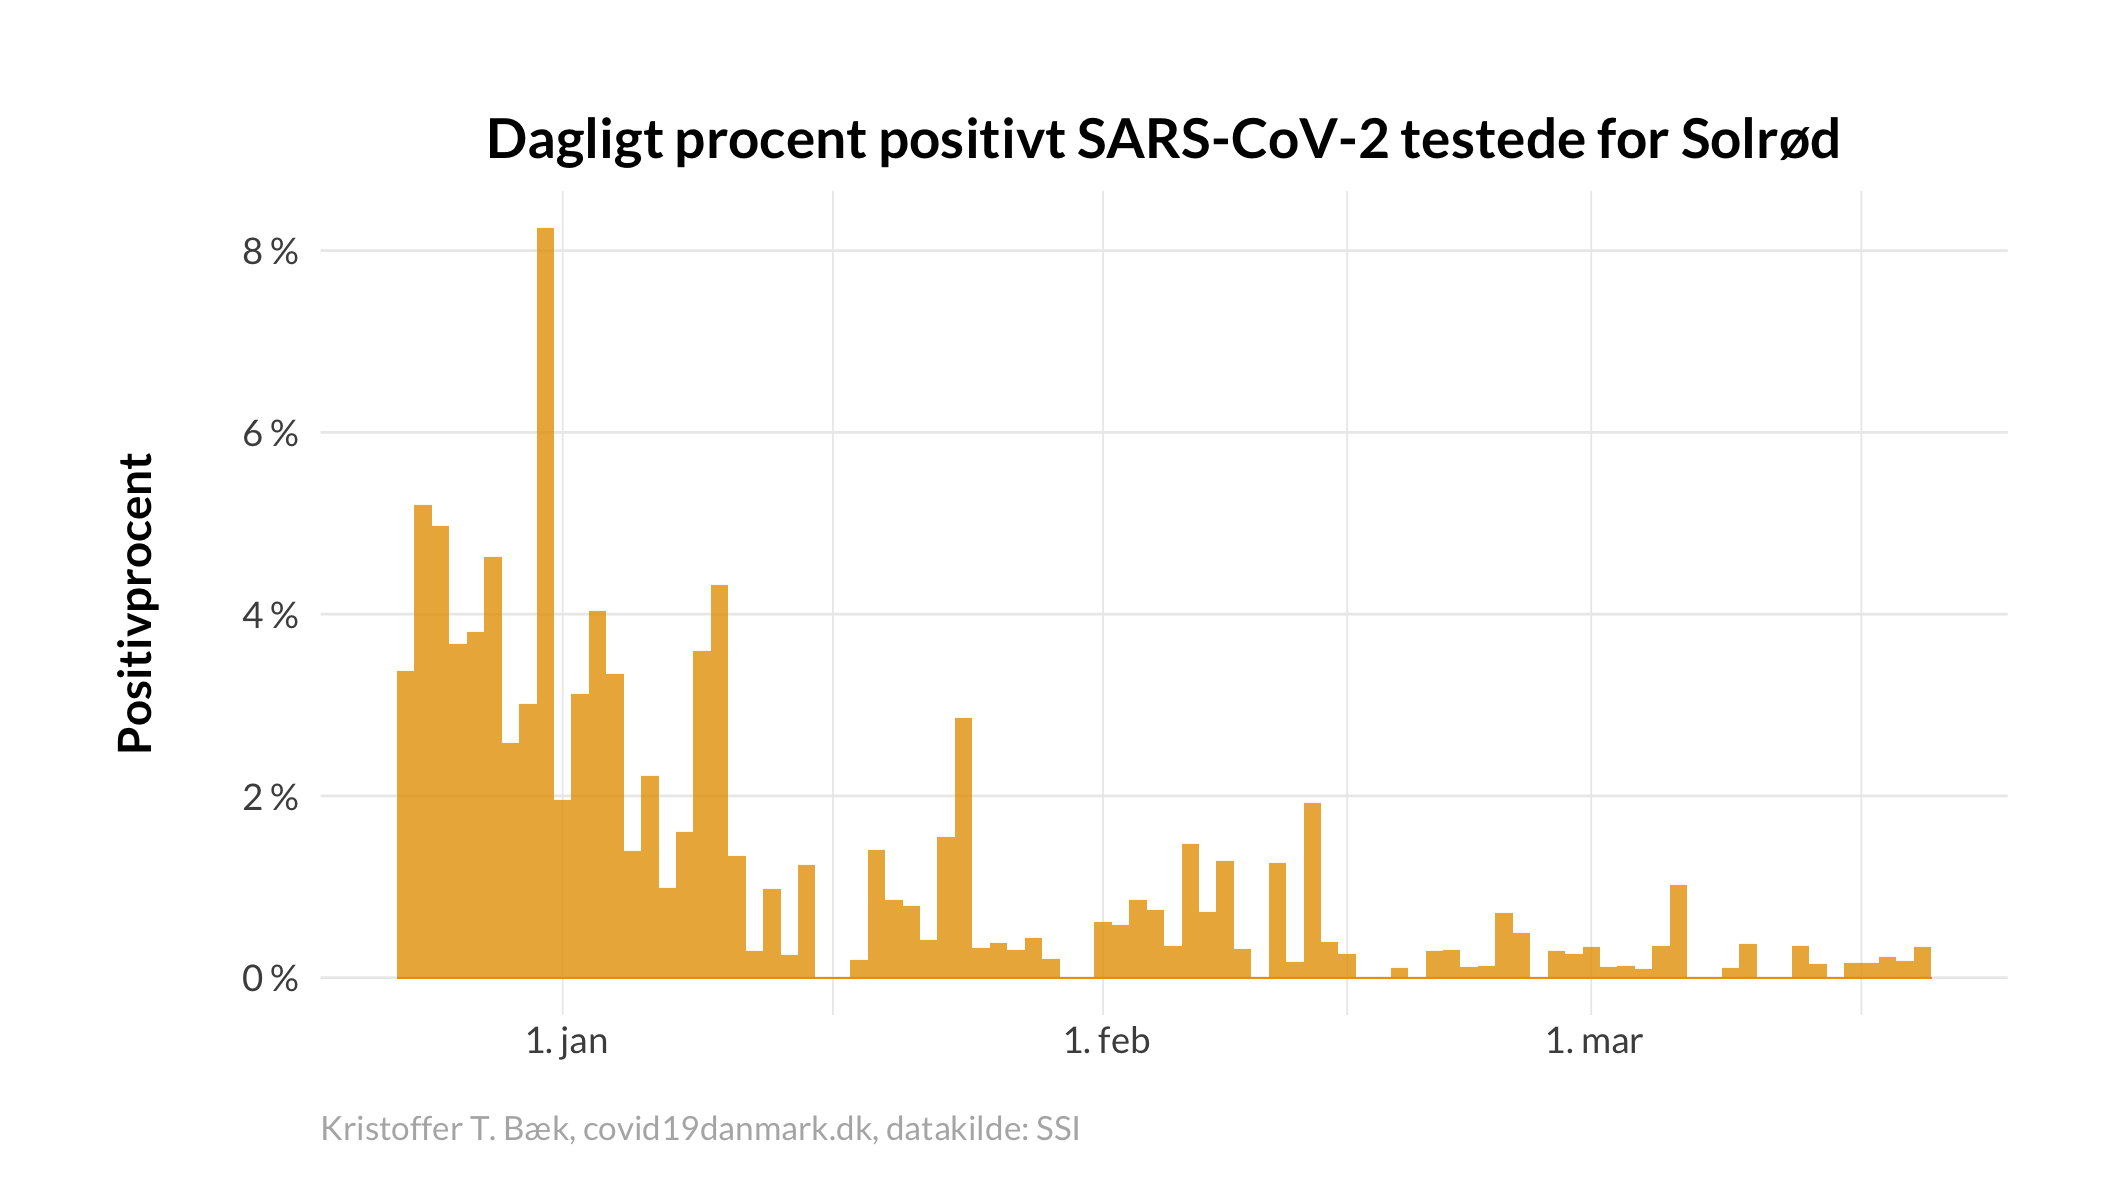 Dagligt procent positivt SARS-CoV-2 testede for Solrød
Positivprocent
8 %
6 %
4 %
2 %
0 %
1. jan
1. feb
1. mar
Kristoffer T. Bæk, covid19danmark.dk, datakilde: SSI